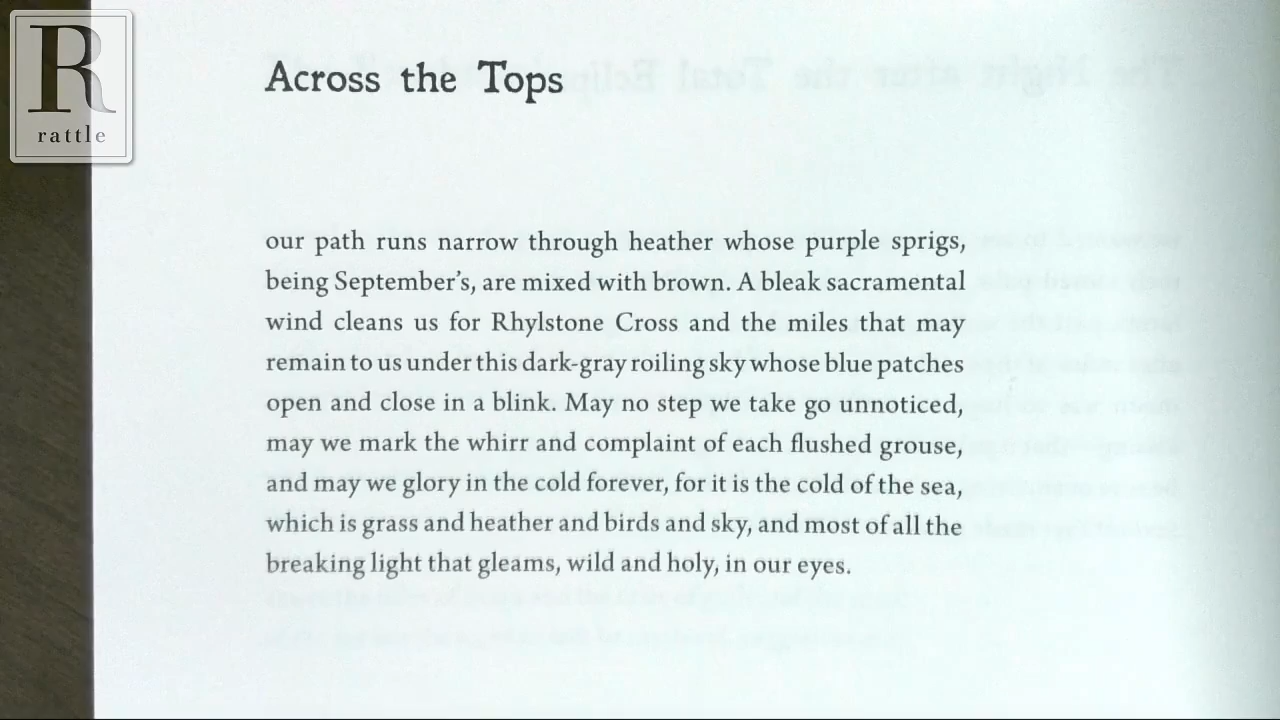 R
rattle
Across the Tops
our path runs narrow through heather whose purple sprigs,
being September's, are mixed with brown. A bleak sacramental
wind cleans us for Rhylstone Cross and the miles that may
remain to us under this dark-gray roiling sky whose blue patches
open and close in a blink. May no step we take go unnoticed,
may we mark the whirr and complaint of each flushed grouse,
and may we glory in the cold forever, for it is the cold of the sea,
which is grass and heather and birds and sky, and most of all the
breaking light that gleams, wild and holy, in our eyes.